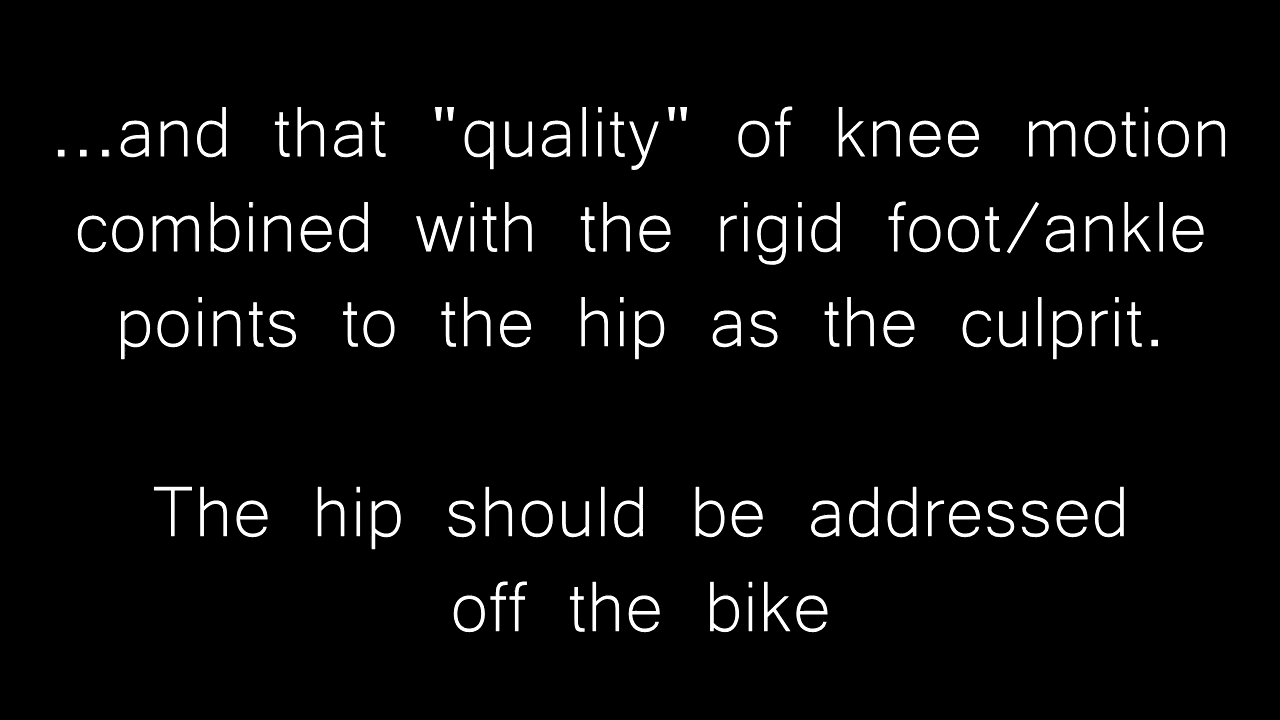 ...and that "quality" of knee motion
combined with the rigid foot/ankle
points to the hip as the culprit.
The hip should be addressed
off the bike